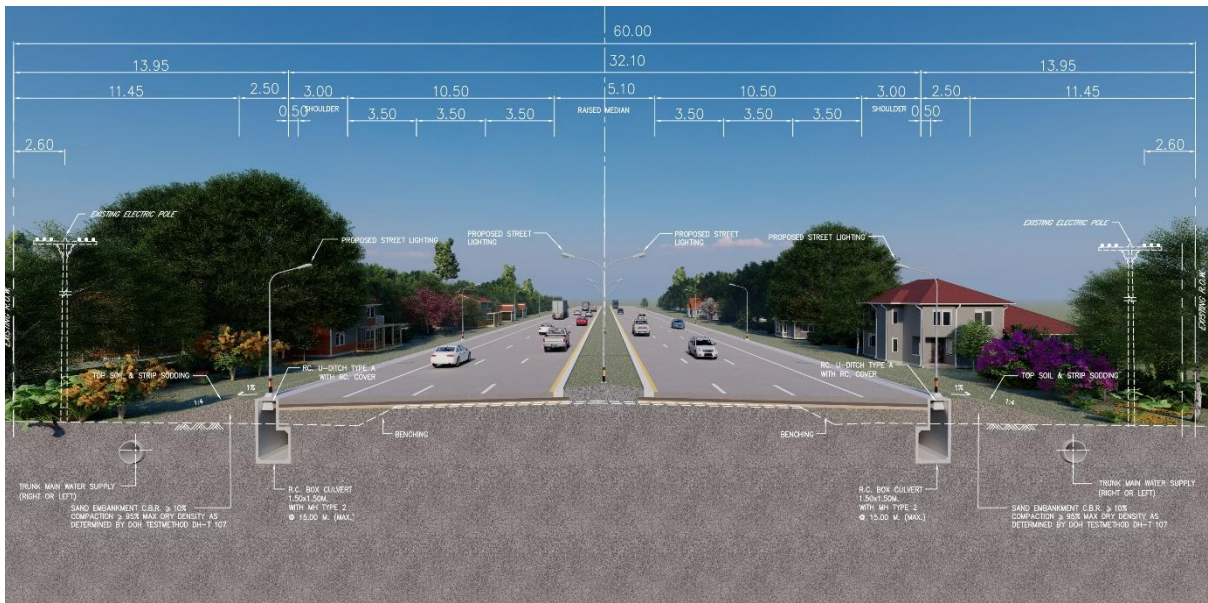 60.00
13.95
32.10
13.95
11.45
2.50
3.00
10.50
5.10
10.50
3.00
2.50
11.45
0.50
SHOULDER
RAISED MEDIAN
SHOULDER
0.50
3.50
3.50
3.50
3.50
3.50
3.50
2.60
2.60
EXISTING ELECTRIC POLE
EXISTING ELECTRIC POLE
PROPOSED STREET LIGHTING
PROPOSED STREET
LIGHTING
PROPOSED STREET
LIGHTING
PROPOSED STREET LIGHTING
EXISTING R.O.W.
EXISTING R.O.W.
RC. U-DITCH TYPE A
WITH RC. COVER
RC. U-DITCH TYPE A
WITH RC. COVER
TOP SOIL & STRIP SODDING
TOP SOIL & STRIP SODDING
1%
1%
1:4
1:4
BENCHING
BENCHING
TRUNK MAIN WATER SUPPLY
(RIGHT OR LEFT)
SAND EMBANKMENT C.B.R. ≥ 10%
COMPACTION ≥ 95% MAX DRY DENSITY AS
DETERMINED BY DOH TESTMETHOD DH-T 107
R.C. BOX CULVERT
1.50x1.50M.
WITH MH TYPE 2
@ 15.00 M. (MAX.)
R.C. BOX CULVERT
1.50x1.50M.
WITH MH TYPE 2
@ 15.00 M. (MAX.)
TRUNK MAIN WATER SUPPLY
(RIGHT OR LEFT)
SAND EMBANKMENT C.B.R. ≥ 10%
COMPACTION ≥ 95% MAX DRY DENSITY AS
DETERMINED BY DOH TESTMETHOD DH-T 107